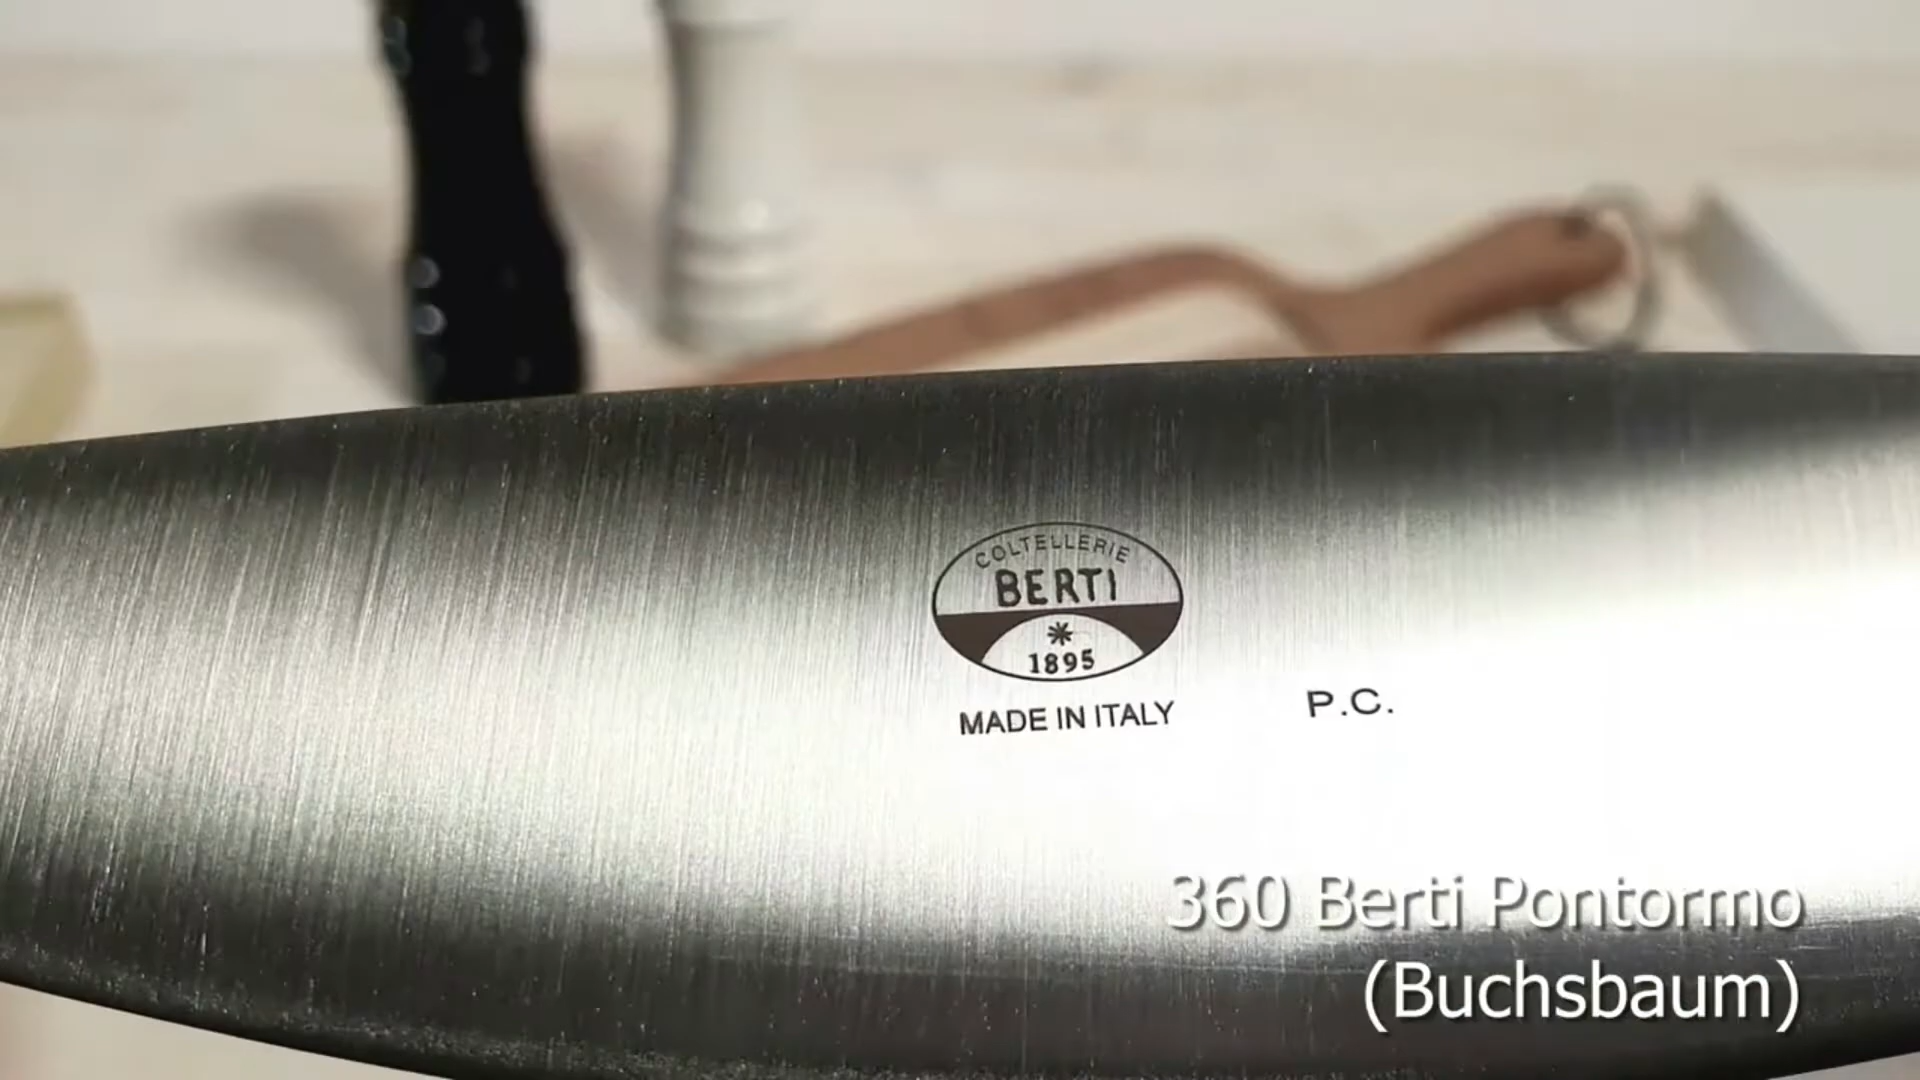 COLTELLERIE
BERTI
1895
MADE IN ITALY
P.C.
360 Berti Pontormo
(Buchsbaum)